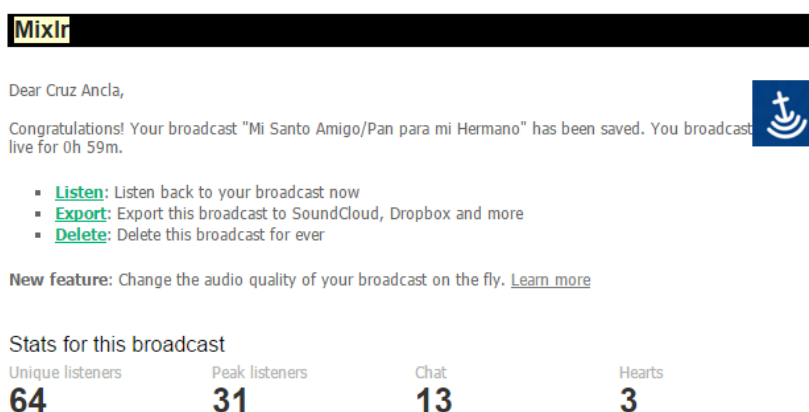 Mixlr
Dear Cruz Ancla,
Congratulations! Your broadcast "Mi Santo Amigo/Pan para mi Hermano" has been saved. You broadcast
live for 0h 59m.
Listen: Listen back to your broadcast now
Export: Export this broadcast to SoundCloud, Dropbox and more
Delete: Delete this broadcast for ever
New feature: Change the audio quality of your broadcast on the fly. Learn more
Stats for this broadcast
Unique listeners Peak listeners Chat Hearts
64 31 13 3